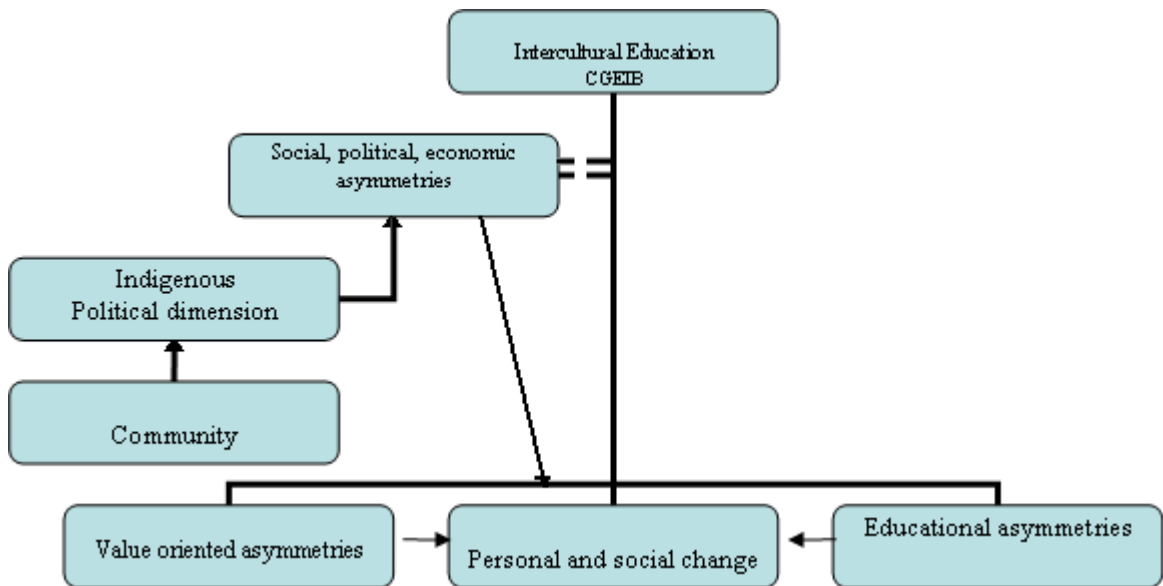 Intercultural Education
CGEIB
Social, political, economic
asymmetries
Indigenous
Political dimension
Community
Value oriented asymmetries
Personal and social change
Educational asymmetries